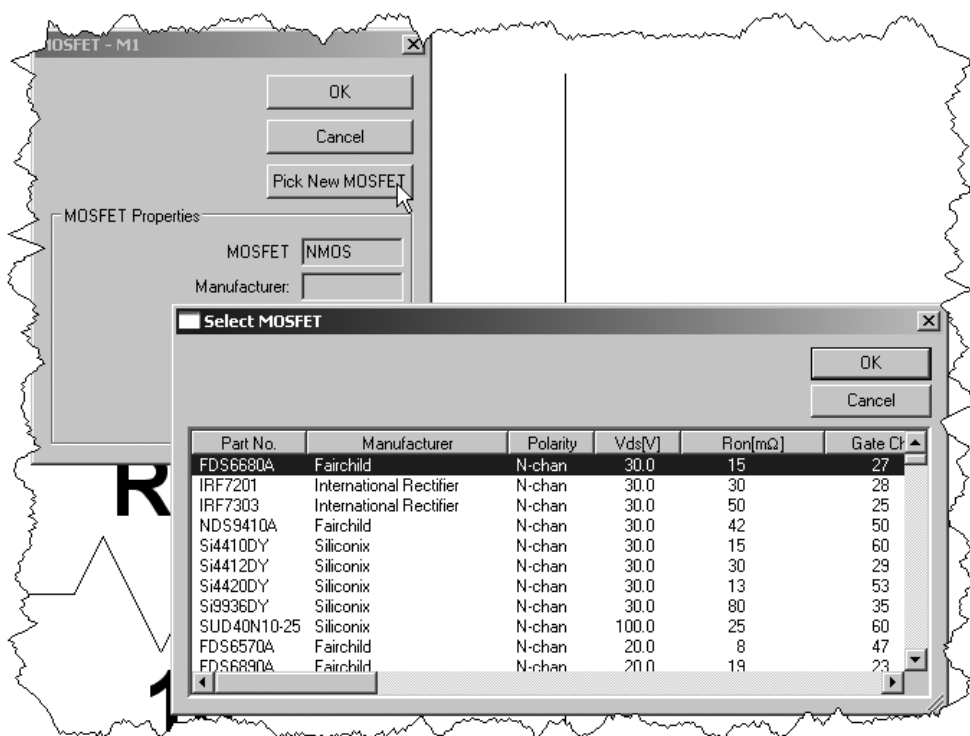 MOSFET - M1
OK
Cancel
Pick New MOSFET
MOSFET Properties
MOSFET NMOS
Manufacturer:
Select MOSFET
OK
Cancel
Part No. Manufacturer Polarity Vds[V] Ron[mΩ] Gate Ch
FDS6680A Fairchild N-chan 30.0 15 27
IRF7201 International Rectifier N-chan 30.0 30 28
IRF7303 International Rectifier N-chan 30.0 50 25
NDS9410A Fairchild N-chan 30.0 42 50
Si4410DY Siliconix N-chan 30.0 15 60
Si4412DY Siliconix N-chan 30.0 30 29
Si4420DY Siliconix N-chan 30.0 13 53
Si9936DY Siliconix N-chan 30.0 80 35
SUD40N10-25 Siliconix N-chan 100.0 25 60
FDS6570A Fairchild N-chan 20.0 8 47
FDS6890A Fairchild N-chan 20.0 19 23
R
1